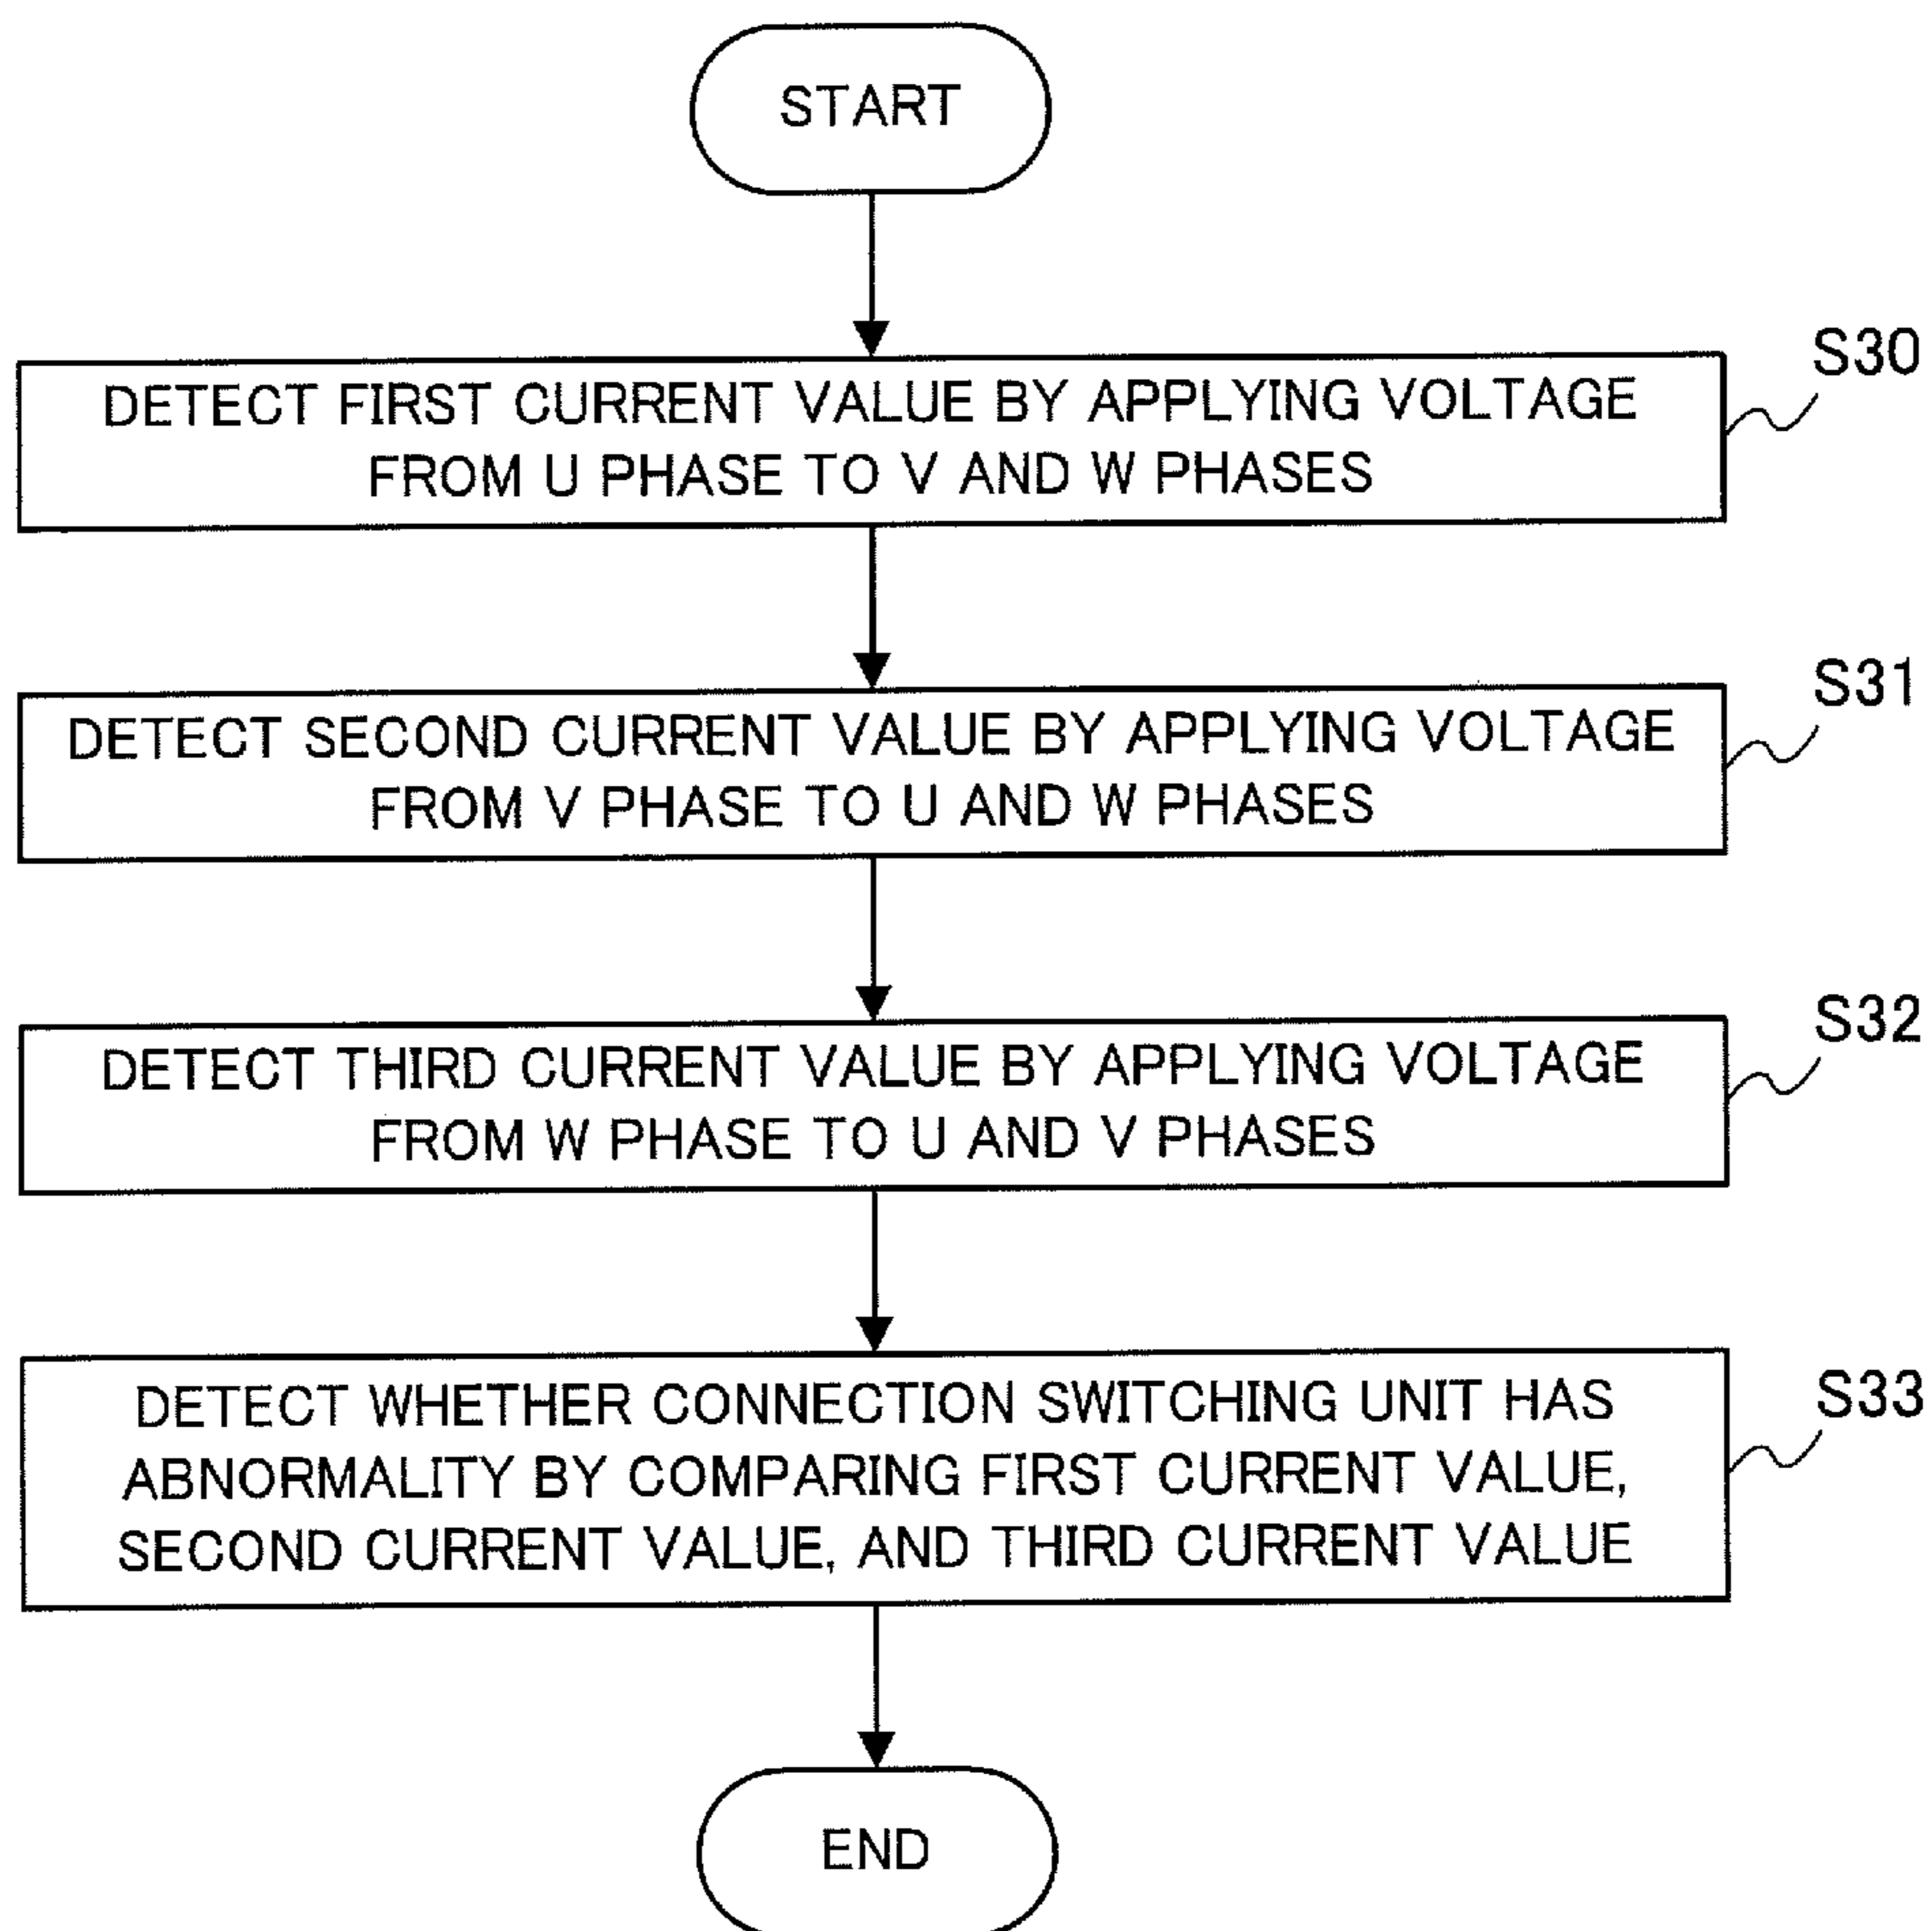 START
S30
DETECT FIRST CURRENT VALUE BY APPLYING VOLTAGE
FROM U PHASE TO V AND W PHASES
S31
DETECT SECOND CURRENT VALUE BY APPLYING VOLTAGE
FROM V PHASE TO U AND W PHASES
S32
DETECT THIRD CURRENT VALUE BY APPLYING VOLTAGE
FROM W PHASE TO U AND V PHASES
S33
DETECT WHETHER CONNECTION SWITCHING UNIT HAS
ABNORMALITY BY COMPARING FIRST CURRENT VALUE,
SECOND CURRENT VALUE, AND THIRD CURRENT VALUE
END